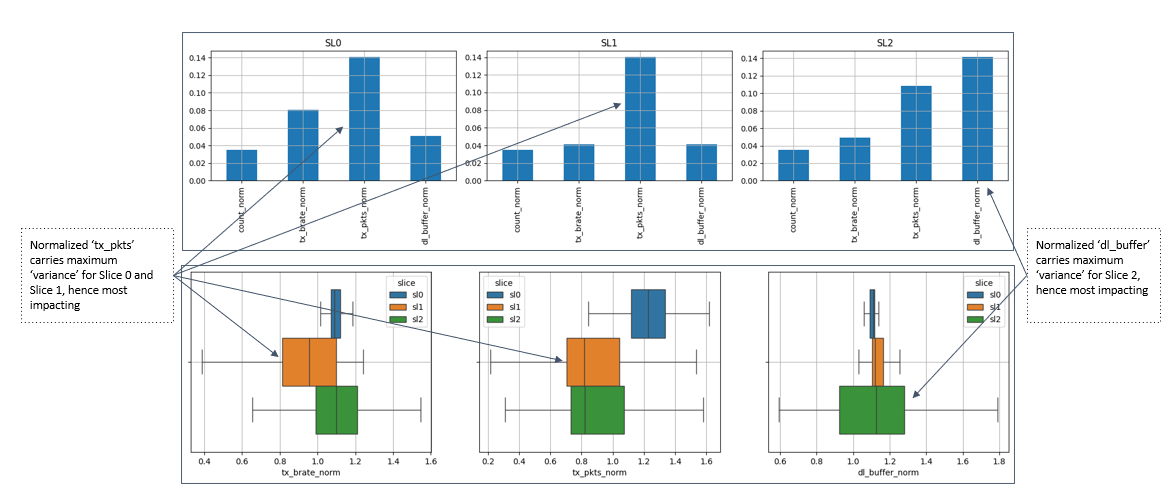 SL0
0.14
0.12
0.10
0.08
0.06
0.04
0.02
0.00
count_norm
tx_brate_norm
tx_pkts_norm
dl_buffer_norm
SL1
0.14
0.12
0.10
0.08
0.06
0.04
0.02
0.00
count_norm
tx_brate_norm
tx_pkts_norm
dl_buffer_norm
SL2
0.14
0.12
0.10
0.08
0.06
0.04
0.02
0.00
count_norm
tx_brate_norm
tx_pkts_norm
dl_buffer_norm
Normalized ‘tx_pkts’
carries maximum
‘variance’ for Slice 0 and
Slice 1, hence most
impacting
Normalized ‘dl_buffer’
carries maximum
‘variance’ for Slice 2,
hence most impacting
slice
sl0
sl1
sl2
0.4 0.6 0.8 1.0 1.2 1.4 1.6
tx_brate_norm
slice
sl0
sl1
sl2
0.2 0.4 0.6 0.8 1.0 1.2 1.4 1.6
tx_pkts_norm
slice
sl0
sl1
sl2
0.6 0.8 1.0 1.2 1.4 1.6 1.8
dl_buffer_norm